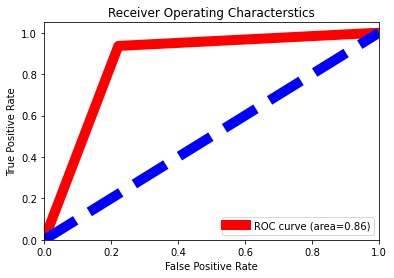 Receiver Operating Characterstics
1.0
0.8
0.6
0.4
0.2
0.0
True Positive Rate
ROC curve (area=0.86)
0.0 0.2 0.4 0.6 0.8 1.0
False Positive Rate